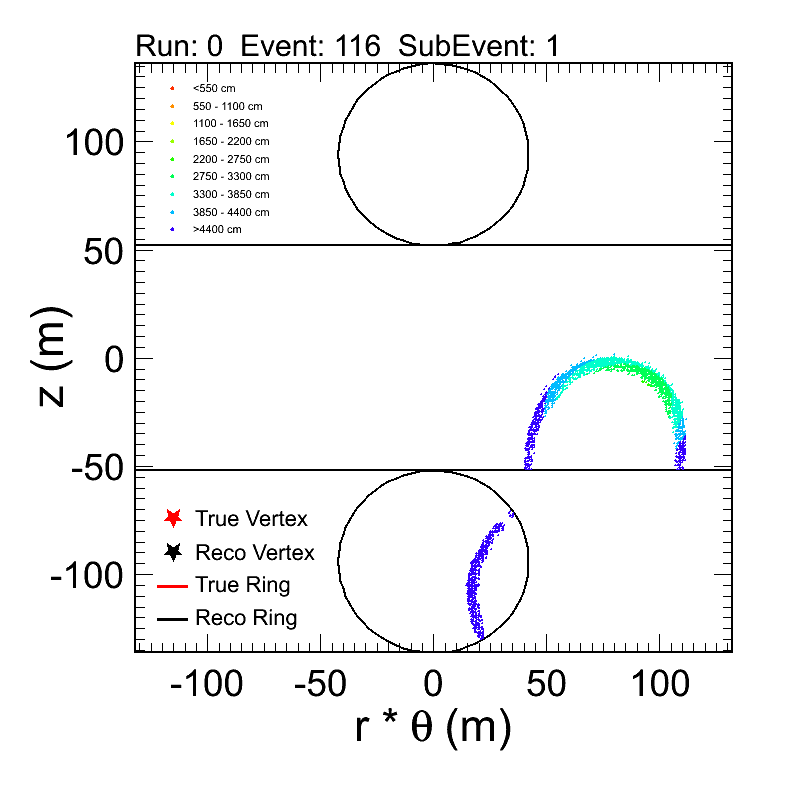 Run: 0 Event: 116 SubEvent: 1
<550 cm
550 - 1100 cm
1100 - 1650 cm
1650 - 2200 cm
2200 - 2750 cm
2750 - 3300 cm
3300 - 3850 cm
3850 - 4400 cm
>4400 cm
100
50
0
-50
-100
z (m)
True Vertex
Reco Vertex
True Ring
Reco Ring
-100 -50 0 50 100
r * θ (m)